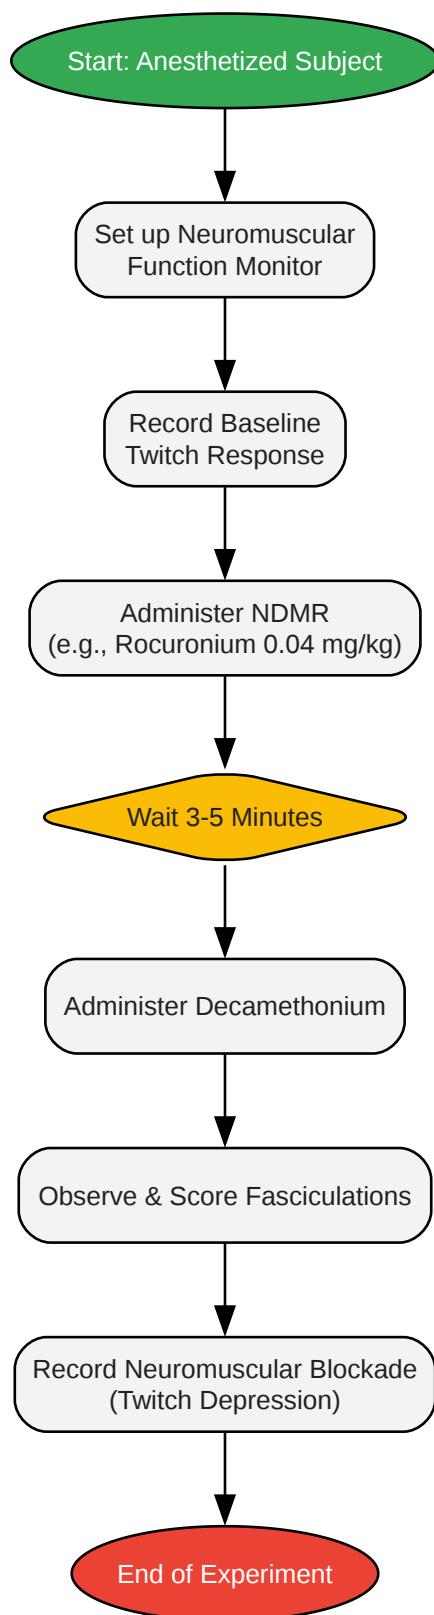 Start: Anesthetized Subject
Set up Neuromuscular
Function Monitor
Record Baseline
Twitch Response
Administer NDMR
(e.g., Rocuronium 0.04 mg/kg)
Wait 3-5 Minutes
Administer Decamethonium
Observe & Score Fasciculations
Record Neuromuscular Blockade
(Twitch Depression)
End of Experiment